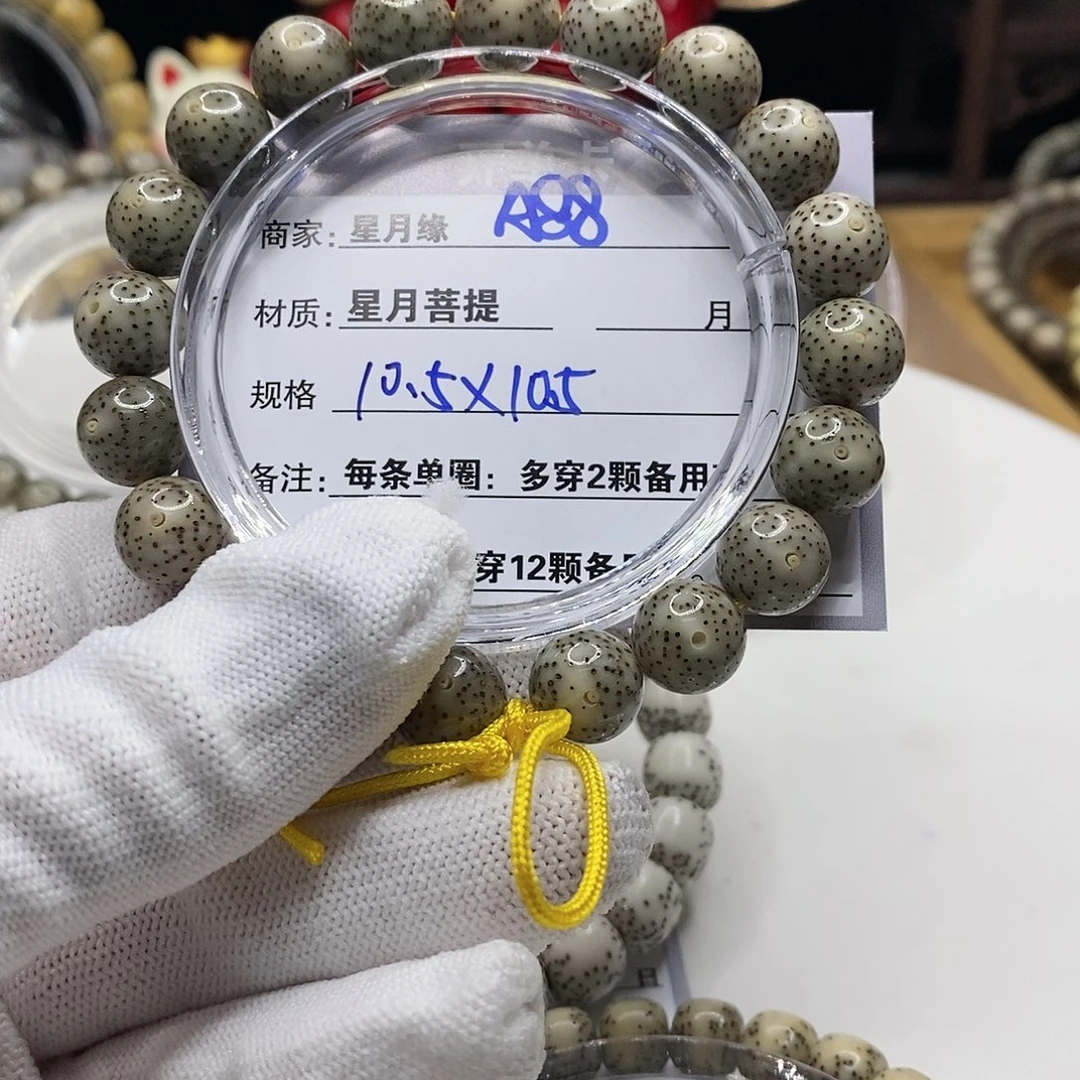 商家: 星月缘 A88
材质: 星月菩提 月
规格 10.5X10.5
备注: 每条单圈: 多穿2颗备用
穿12颗备
月